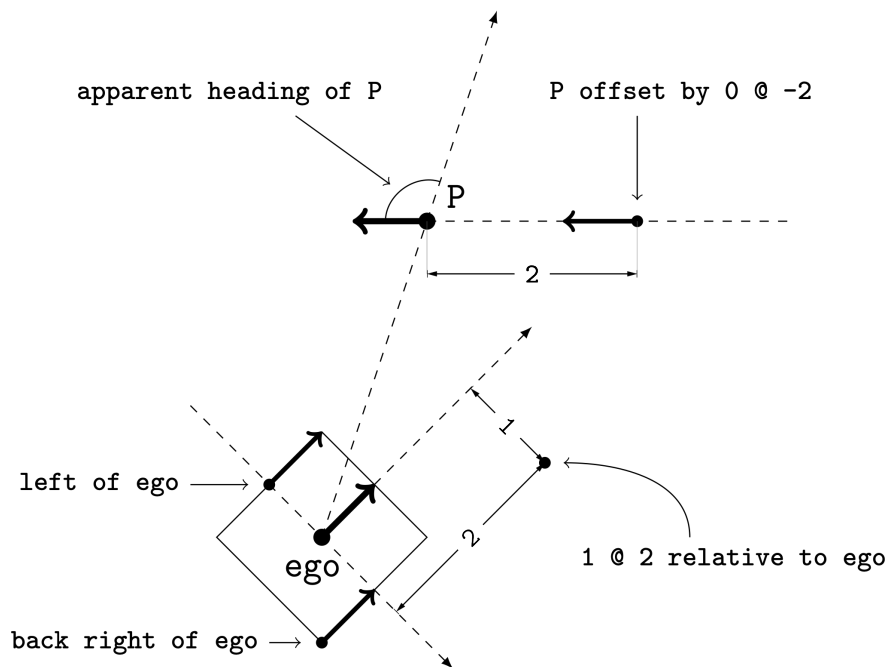 apparent heading of P
P offset by 0 @ -2
P
2
1
left of ego
2
ego
1 @ 2 relative to ego
back right of ego